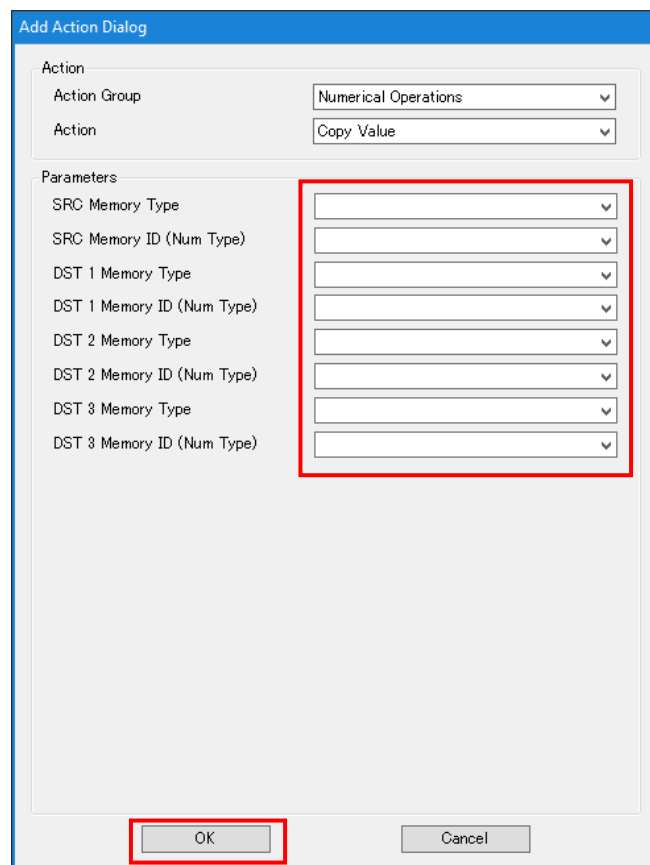 Add Action Dialog
Action
Action Group Numerical Operations
Action Copy Value
Parameters
SRC Memory Type
SRC Memory ID (Num Type)
DST 1 Memory Type
DST 1 Memory ID (Num Type)
DST 2 Memory Type
DST 2 Memory ID (Num Type)
DST 3 Memory Type
DST 3 Memory ID (Num Type)
OK Cancel